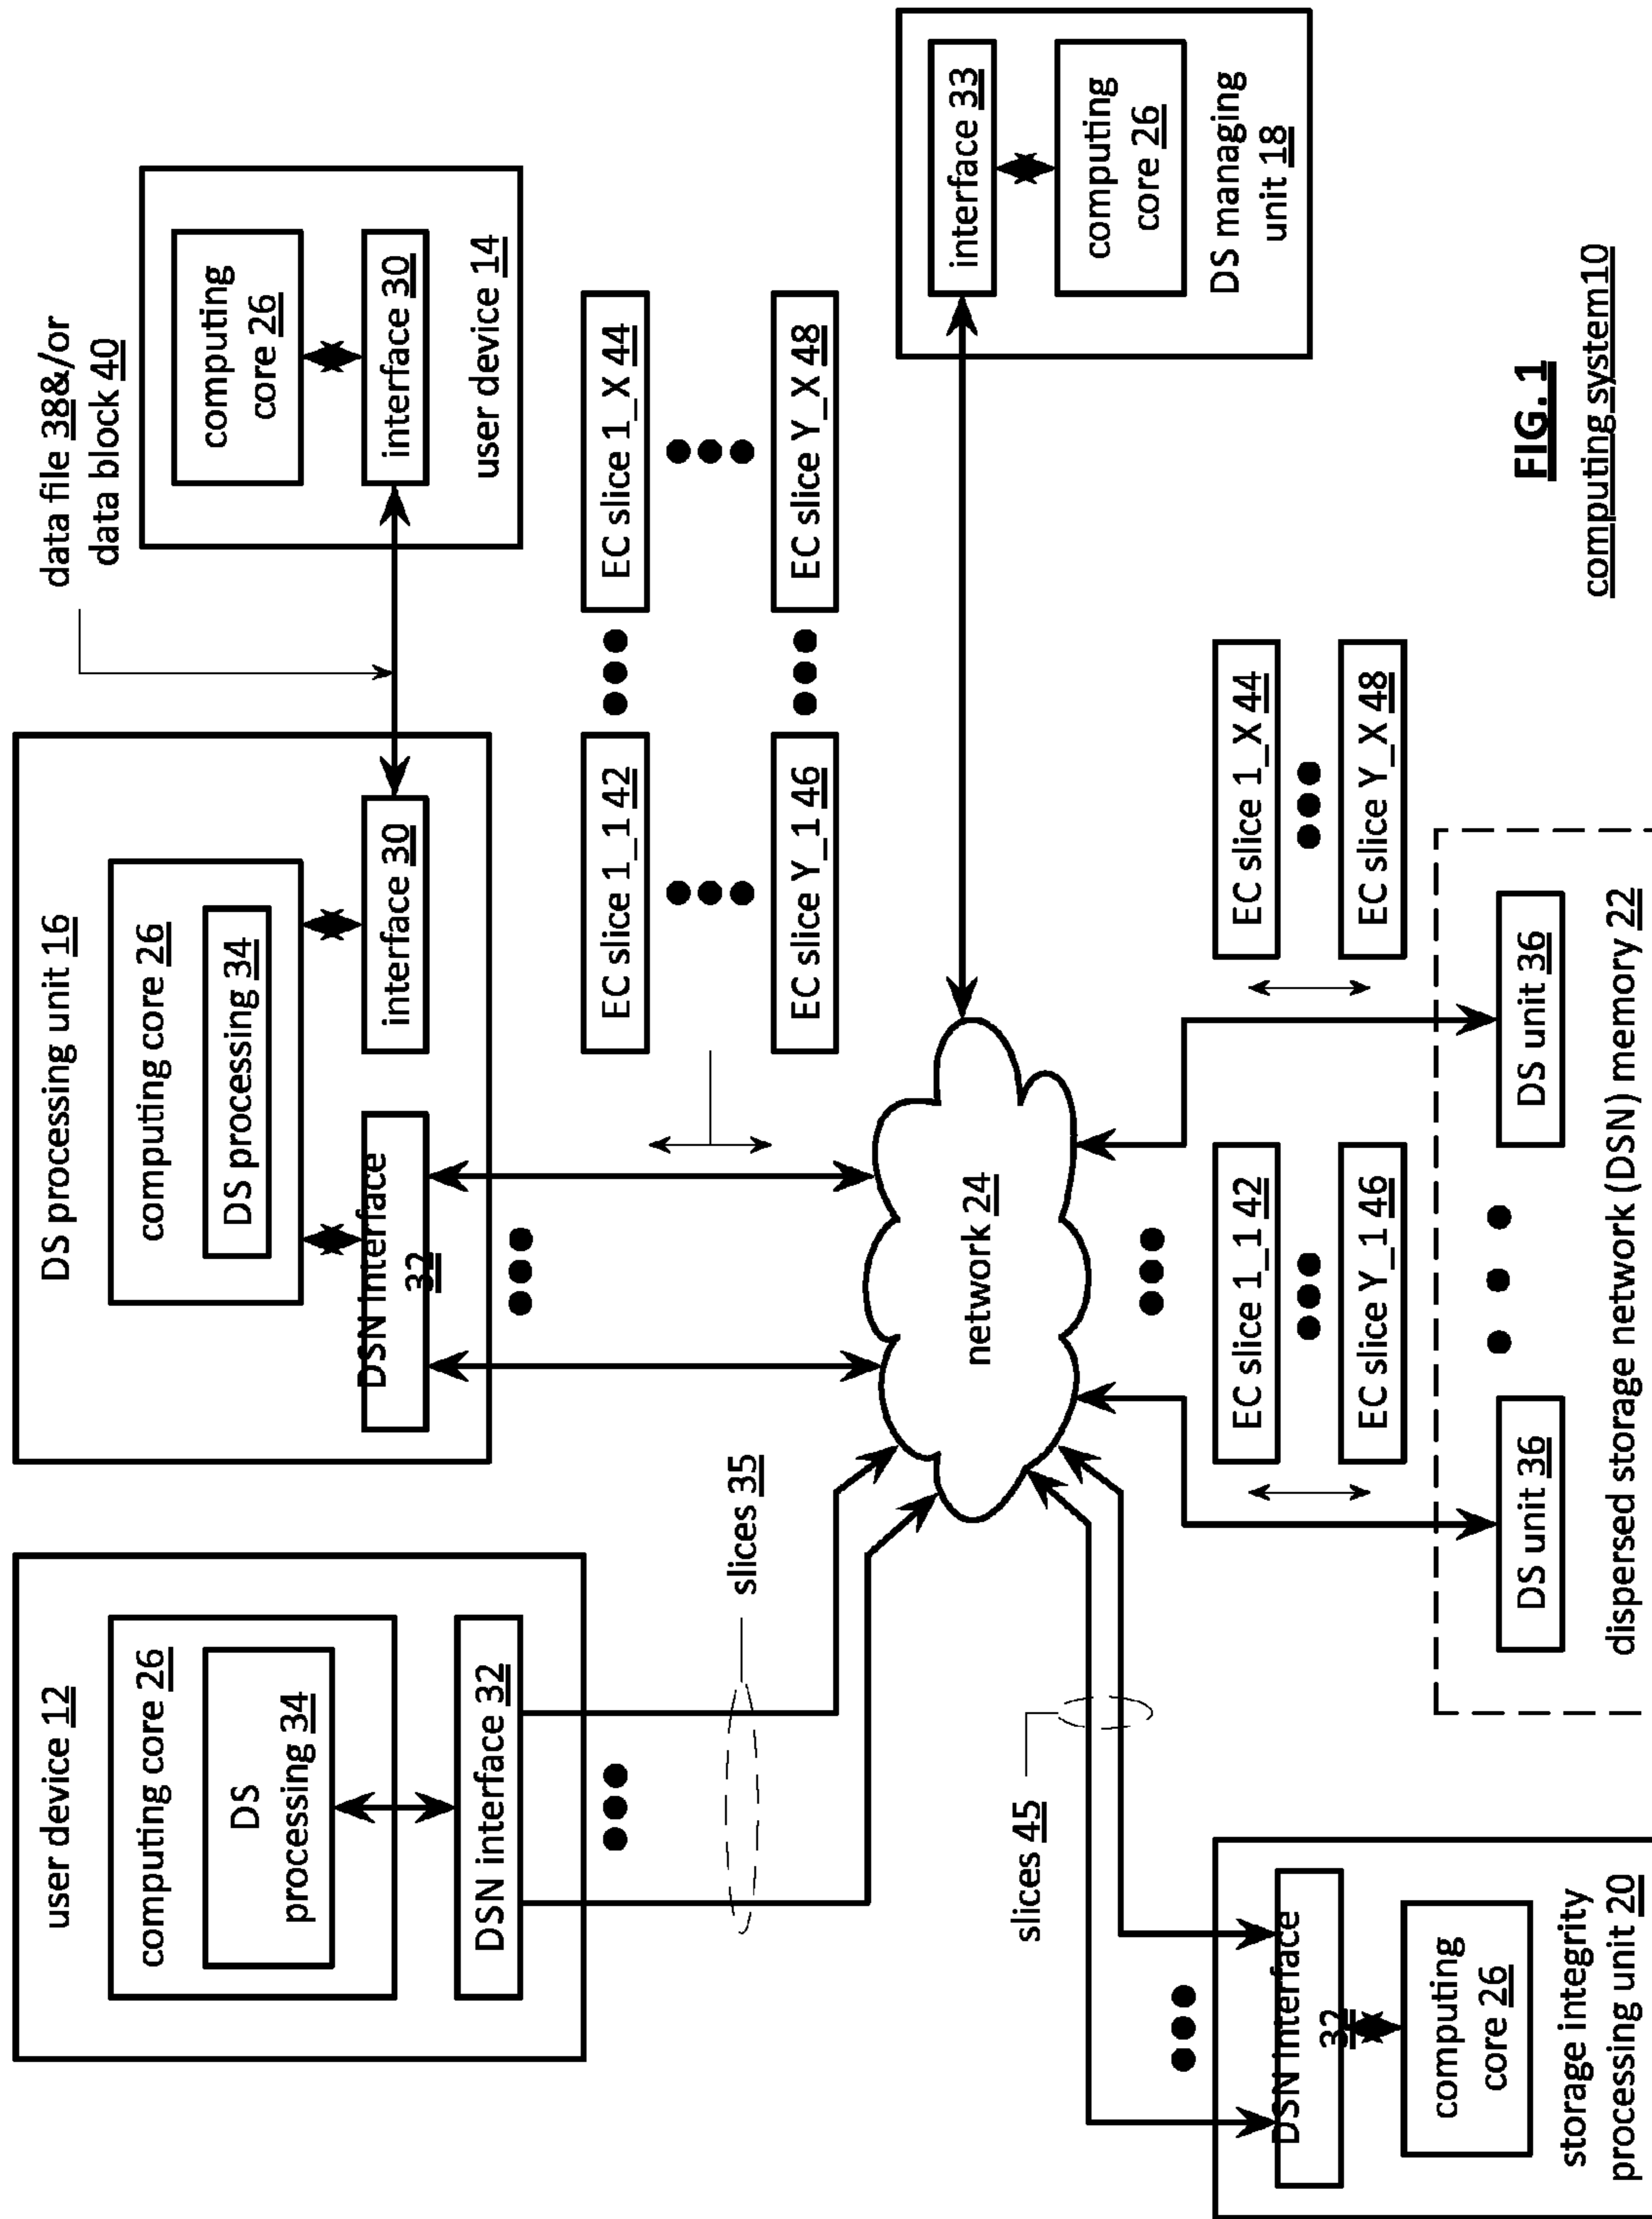 user device 12
computing core 26
DS
processing 34
DSN interface 32
slices 35
DS processing unit 16
computing core 26
DS processing 34
DSN interface
32
interface 30
data file 38&/or
data block 40
computing
core 26
interface 30
user device 14
EC slice 1_1 42
EC slice 1_X 44
EC slice Y_1 46
EC slice Y_X 48
network 24
interface 33
computing
core 26
DS managing
unit 18
slices 45
DSN interface
32
computing
core 26
storage integrity
processing unit 20
EC slice 1_1 42
EC slice Y_1 46
EC slice 1_X 44
EC slice Y_X 48
DS unit 36
DS unit 36
dispersed storage network (DSN) memory 22
FIG. 1
computing system10